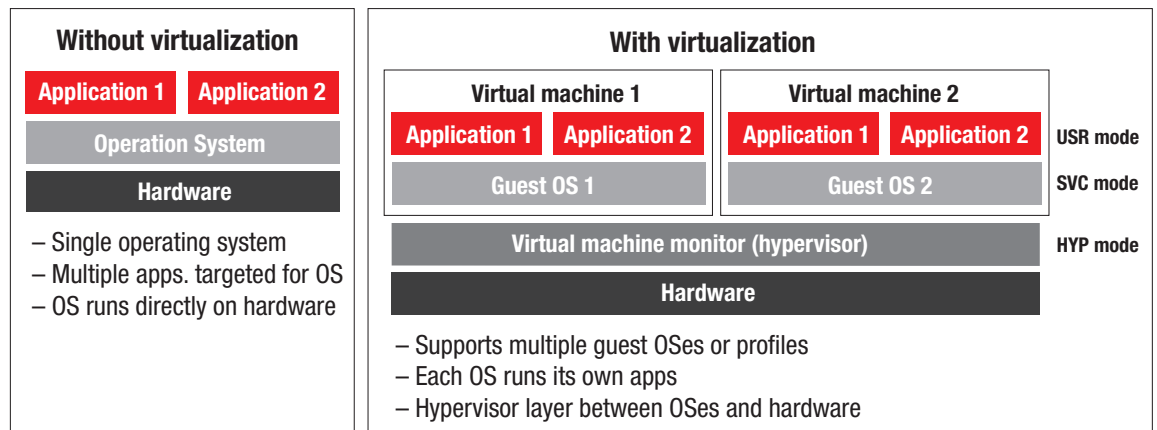 Without virtualization
Application 1 Application 2
Operation System
Hardware
– Single operating system
– Multiple apps. targeted for OS
– OS runs directly on hardware
With virtualization
Virtual machine 1 Virtual machine 2
Application 1 Application 2 Application 1 Application 2 USR mode
Guest OS 1 Guest OS 2 SVC mode
Virtual machine monitor (hypervisor) HYP mode
Hardware
– Supports multiple guest OSes or profiles
– Each OS runs its own apps
– Hypervisor layer between OSes and hardware